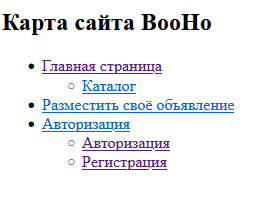 Карта сайта BooHo
Главная страница
Каталог
Разместить своё объявление
Авторизация
Авторизация
Регистрация